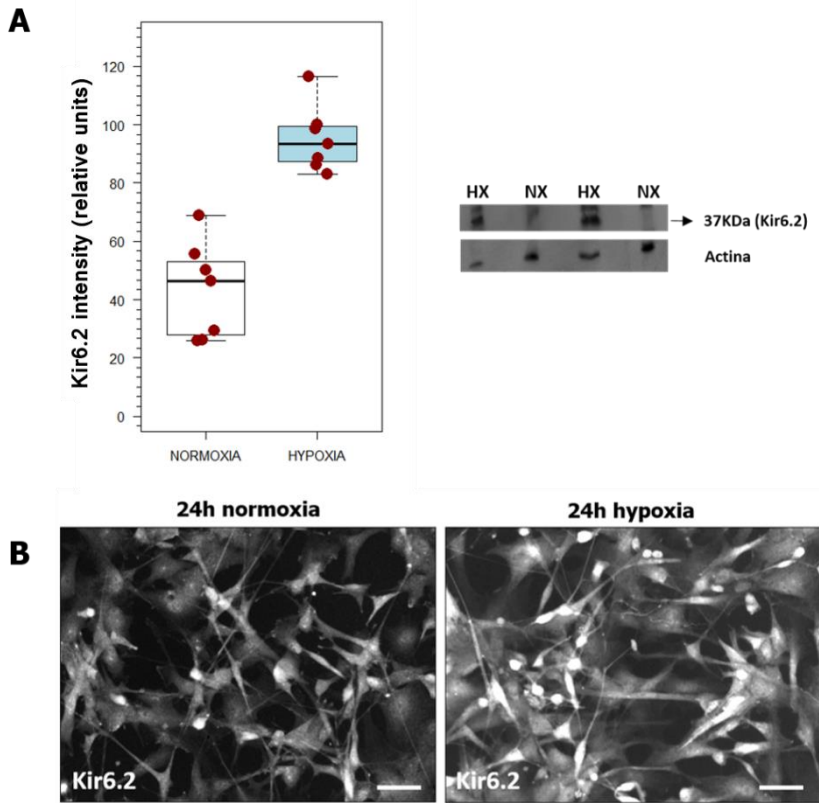 A
Kir6.2 intensity (relative units)
120
100
80
60
40
20
0
NORMOXIA HYPOXIA
HX NX HX NX
37KDa (Kir6.2)
Actina
B
24h normoxia 24h hypoxia
Kir6.2 Kir6.2